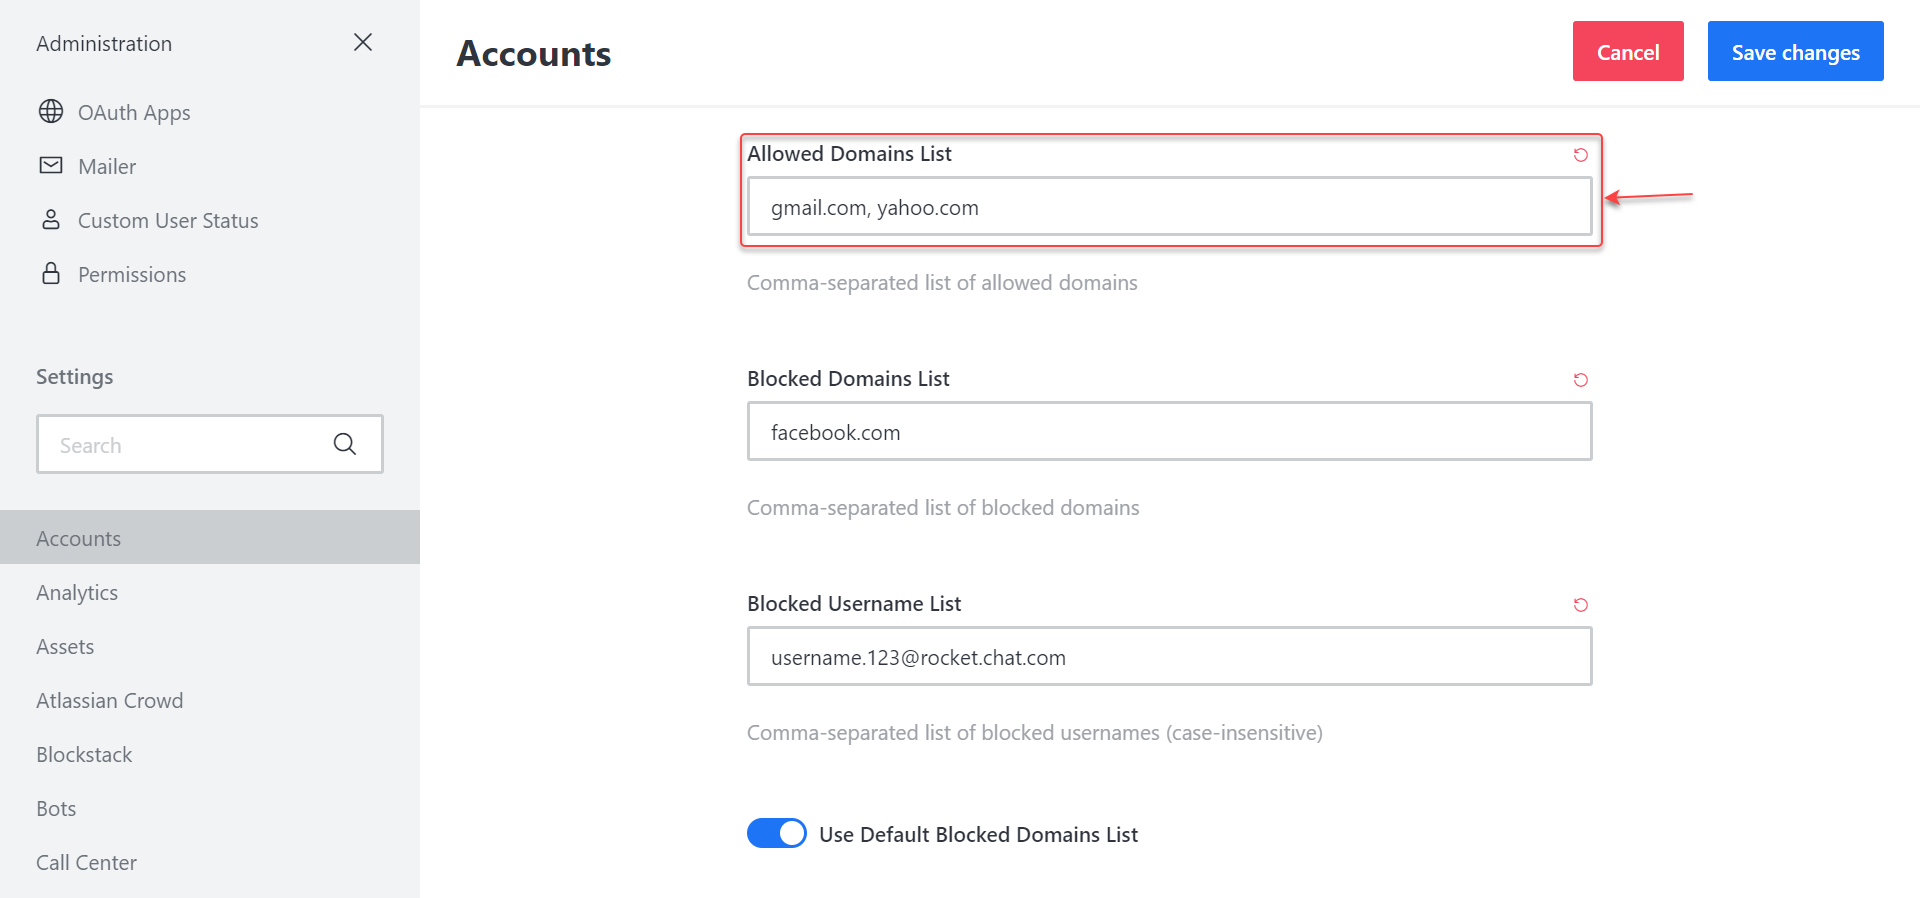 Administration
OAuth Apps
Mailer
Custom User Status
Permissions
Settings
Search
Accounts
Analytics
Assets
Atlassian Crowd
Blockstack
Bots
Call Center
Accounts
Cancel
Save changes
Allowed Domains List
gmail.com, yahoo.com
Comma-separated list of allowed domains
Blocked Domains List
facebook.com
Comma-separated list of blocked domains
Blocked Username List
username.123@rocket.chat.com
Comma-separated list of blocked usernames (case-insensitive)
Use Default Blocked Domains List